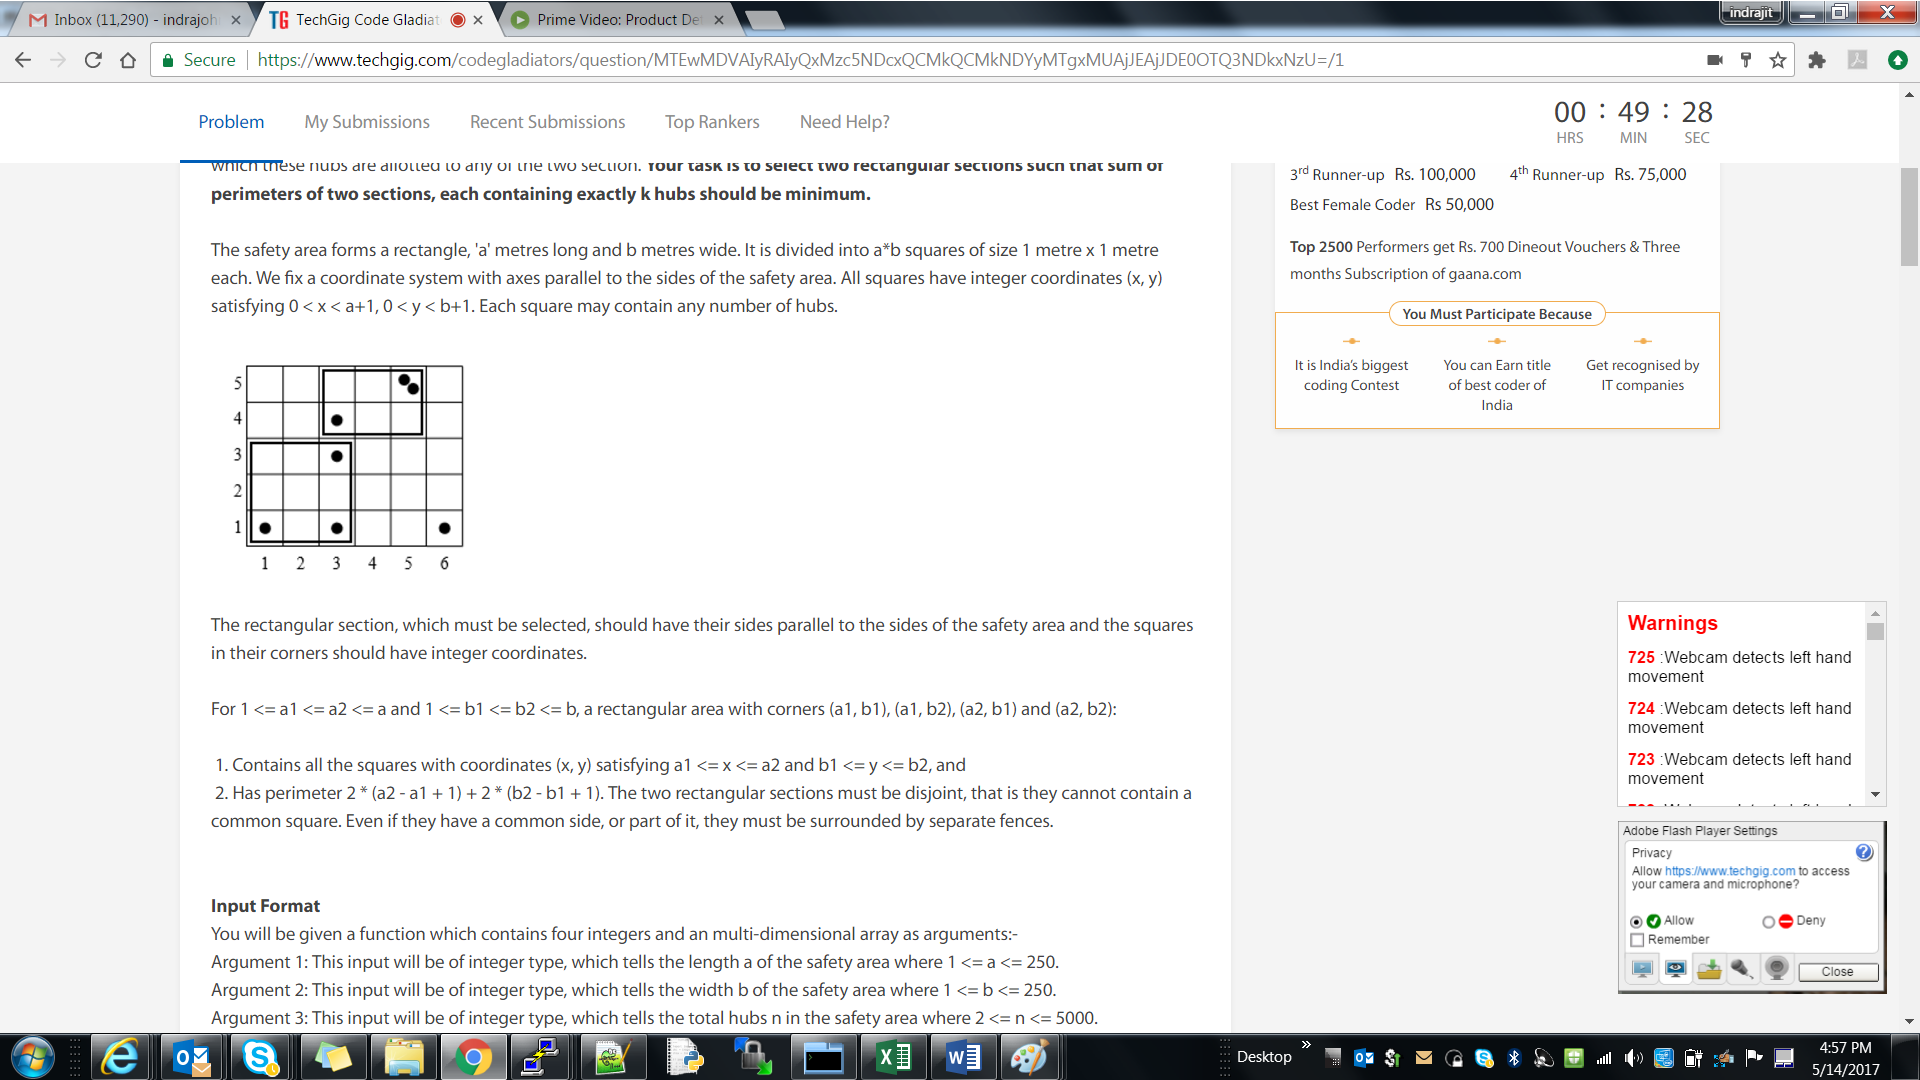 Inbox (11,290) - indrajoh
TechGig Code Gladiat
Prime Video: Product De
indrajit
Secure
https://www.techgig.com/codegladiators/question/MTEwMDVAIyRAIyQxMzc5NDcxQCMkQCMkNDYyMTgxMUAjJEAjJDE0OTQ3NDkxNzU=/1
Problem
My Submissions
Recent Submissions
Top Rankers
Need Help?
00 : 49 : 28
HRS MIN SEC
which these hubs are allotted to any of the two section. Your task is to select two rectangular sections such that sum of
perimeters of two sections, each containing exactly k hubs should be minimum.
The safety area forms a rectangle, 'a' metres long and b metres wide. It is divided into a*b squares of size 1 metre x 1 metre
each. We fix a coordinate system with axes parallel to the sides of the safety area. All squares have integer coordinates (x, y)
satisfying 0 < x < a+1, 0 < y < b+1. Each square may contain any number of hubs.
5
4
3
2
1
1 2 3 4 5 6
The rectangular section, which must be selected, should have their sides parallel to the sides of the safety area and the squares
in their corners should have integer coordinates.
For 1 <= a1 <= a2 <= a and 1 <= b1 <= b2 <= b, a rectangular area with corners (a1, b1), (a1, b2), (a2, b1) and (a2, b2):
1. Contains all the squares with coordinates (x, y) satisfying a1 <= x <= a2 and b1 <= y <= b2, and
2. Has perimeter 2 * (a2 - a1 + 1) + 2 * (b2 - b1 + 1). The two rectangular sections must be disjoint, that is they cannot contain a
common square. Even if they have a common side, or part of it, they must be surrounded by separate fences.
Input Format
You will be given a function which contains four integers and an multi-dimensional array as arguments:-
Argument 1: This input will be of integer type, which tells the length a of the safety area where 1 <= a <= 250.
Argument 2: This input will be of integer type, which tells the width b of the safety area where 1 <= b <= 250.
Argument 3: This input will be of integer type, which tells the total hubs n in the safety area where 2 <= n <= 5000.
3rd Runner-up Rs. 100,000
4th Runner-up Rs. 75,000
Best Female Coder Rs 50,000
Top 2500 Performers get Rs. 700 Dineout Vouchers & Three
months Subscription of gaana.com
You Must Participate Because
It is India's biggest
coding Contest
You can Earn title
of best coder of
India
Get recognised by
IT companies
Warnings
725 :Webcam detects left hand
movement
724 :Webcam detects left hand
movement
723 :Webcam detects left hand
movement
Adobe Flash Player Settings
Privacy
Allow https://www.techgig.com to access
your camera and microphone?
Allow
Deny
Remember
Close
Desktop
4:57 PM
5/14/2017